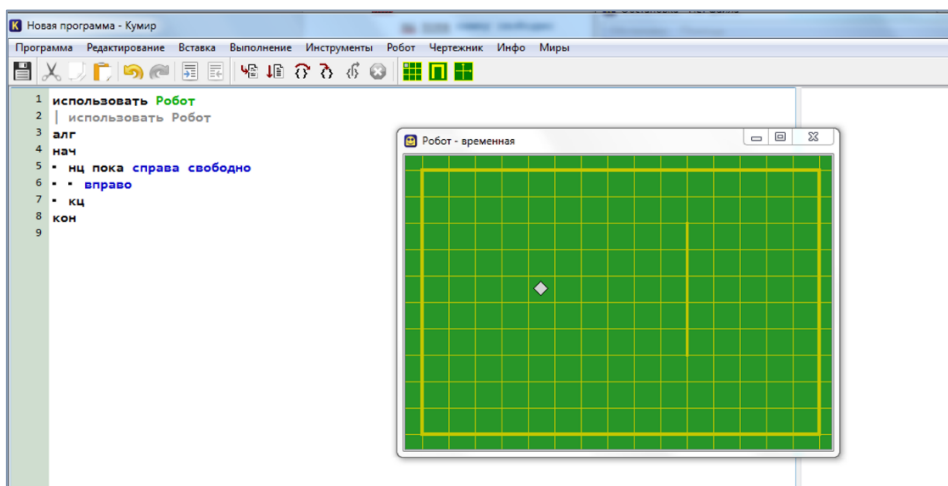 Новая программа - Кумир
Программа Редактирование Вставка Выполнение Инструменты Робот Чертежник Инфо Миры
1 использовать Робот
2 | использовать Робот
3 алг
4 нач
5 ▪ нц пока справа свободно
6 ▪ ▪ вправо
7 ▪ кц
8 кон
9
Робот - временная